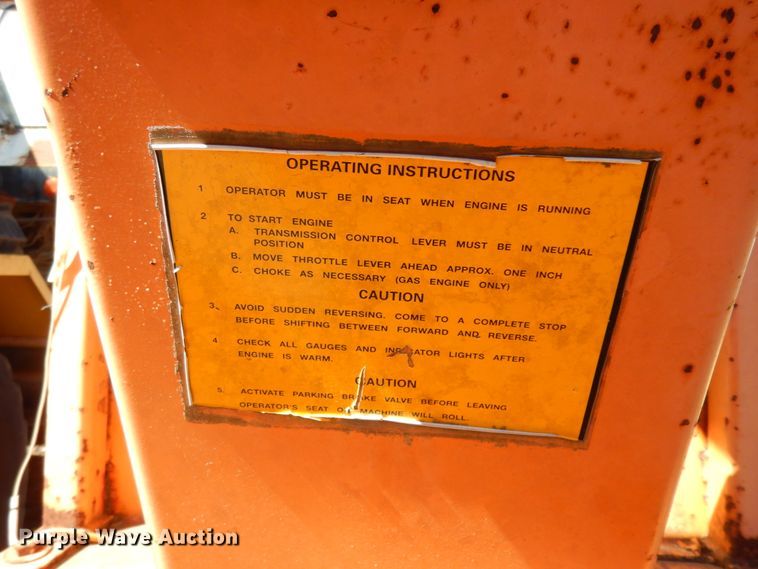 OPERATING INSTRUCTIONS
1 OPERATOR MUST BE IN SEAT WHEN ENGINE IS RUNNING
2 TO START ENGINE
A. TRANSMISSION CONTROL LEVER MUST BE IN NEUTRAL
POSITION
B. MOVE THROTTLE LEVER AHEAD APPROX. ONE INCH
C. CHOKE AS NECESSARY (GAS ENGINE ONLY)
CAUTION
3. AVOID SUDDEN REVERSING. COME TO A COMPLETE STOP
BEFORE SHIFTING BETWEEN FORWARD AND REVERSE.
4 CHECK ALL GAUGES AND LIGHTS AFTER
ENGINE IS WARM.
CAUTION
5. ACTIVATE PARKING VALVE BEFORE LEAVING
OPERATOR'S SEAT MACHINE WILL ROLL.
Purple Wave Auction